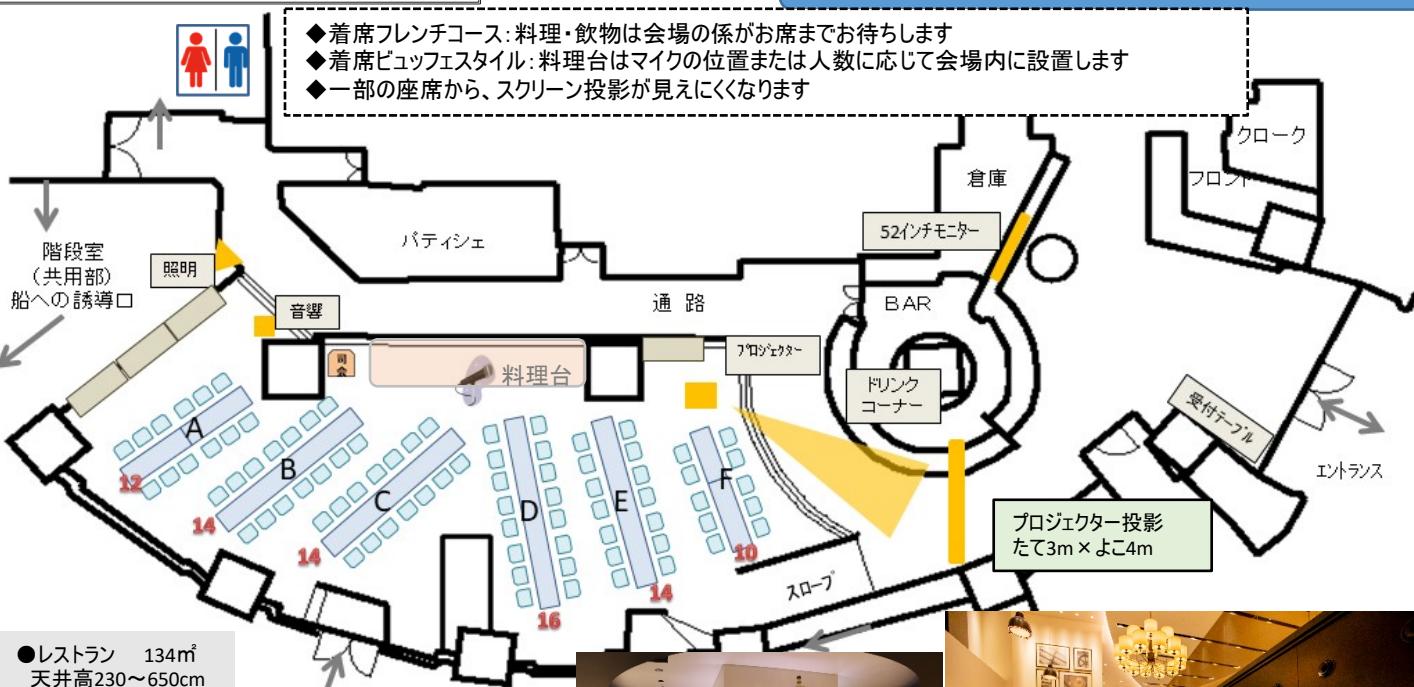 ◆着席フレンチコース：料理・飲物は会場の係がお席までお待ちします
◆着席ビュッフェスタイル：料理台はマイクの位置または人数に応じて会場内に設置します
◆一部の座席から、スクリーン投影が見えにくくなります
クローク
フロント
倉庫
52インチモニター
パティシェ
階段室
（共用部）
船への誘導口
照明
音響
通 路
BAR
司会
料理台
プロジェクター
ドリンク
コーナー
受付テーブル
エントランス
A
B
C
D
E
F
12
14
14
16
14
10
プロジェクター投影
たて3m×よこ4m
スロープ
●レストラン　134㎡
天井高230～650cm